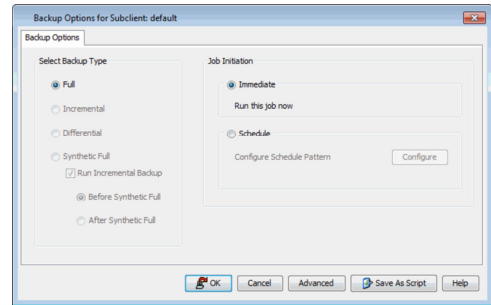 Backup Options for Subclient: default
Backup Options
Select Backup Type
Full
Incremental
Differential
Synthetic Full
Run Incremental Backup
Before Synthetic Full
After Synthetic Full
Job Initiation
Immediate
Run this job now
Schedule
Configure Schedule Pattern
Configure
OK
Cancel
Advanced
Save As Script
Help